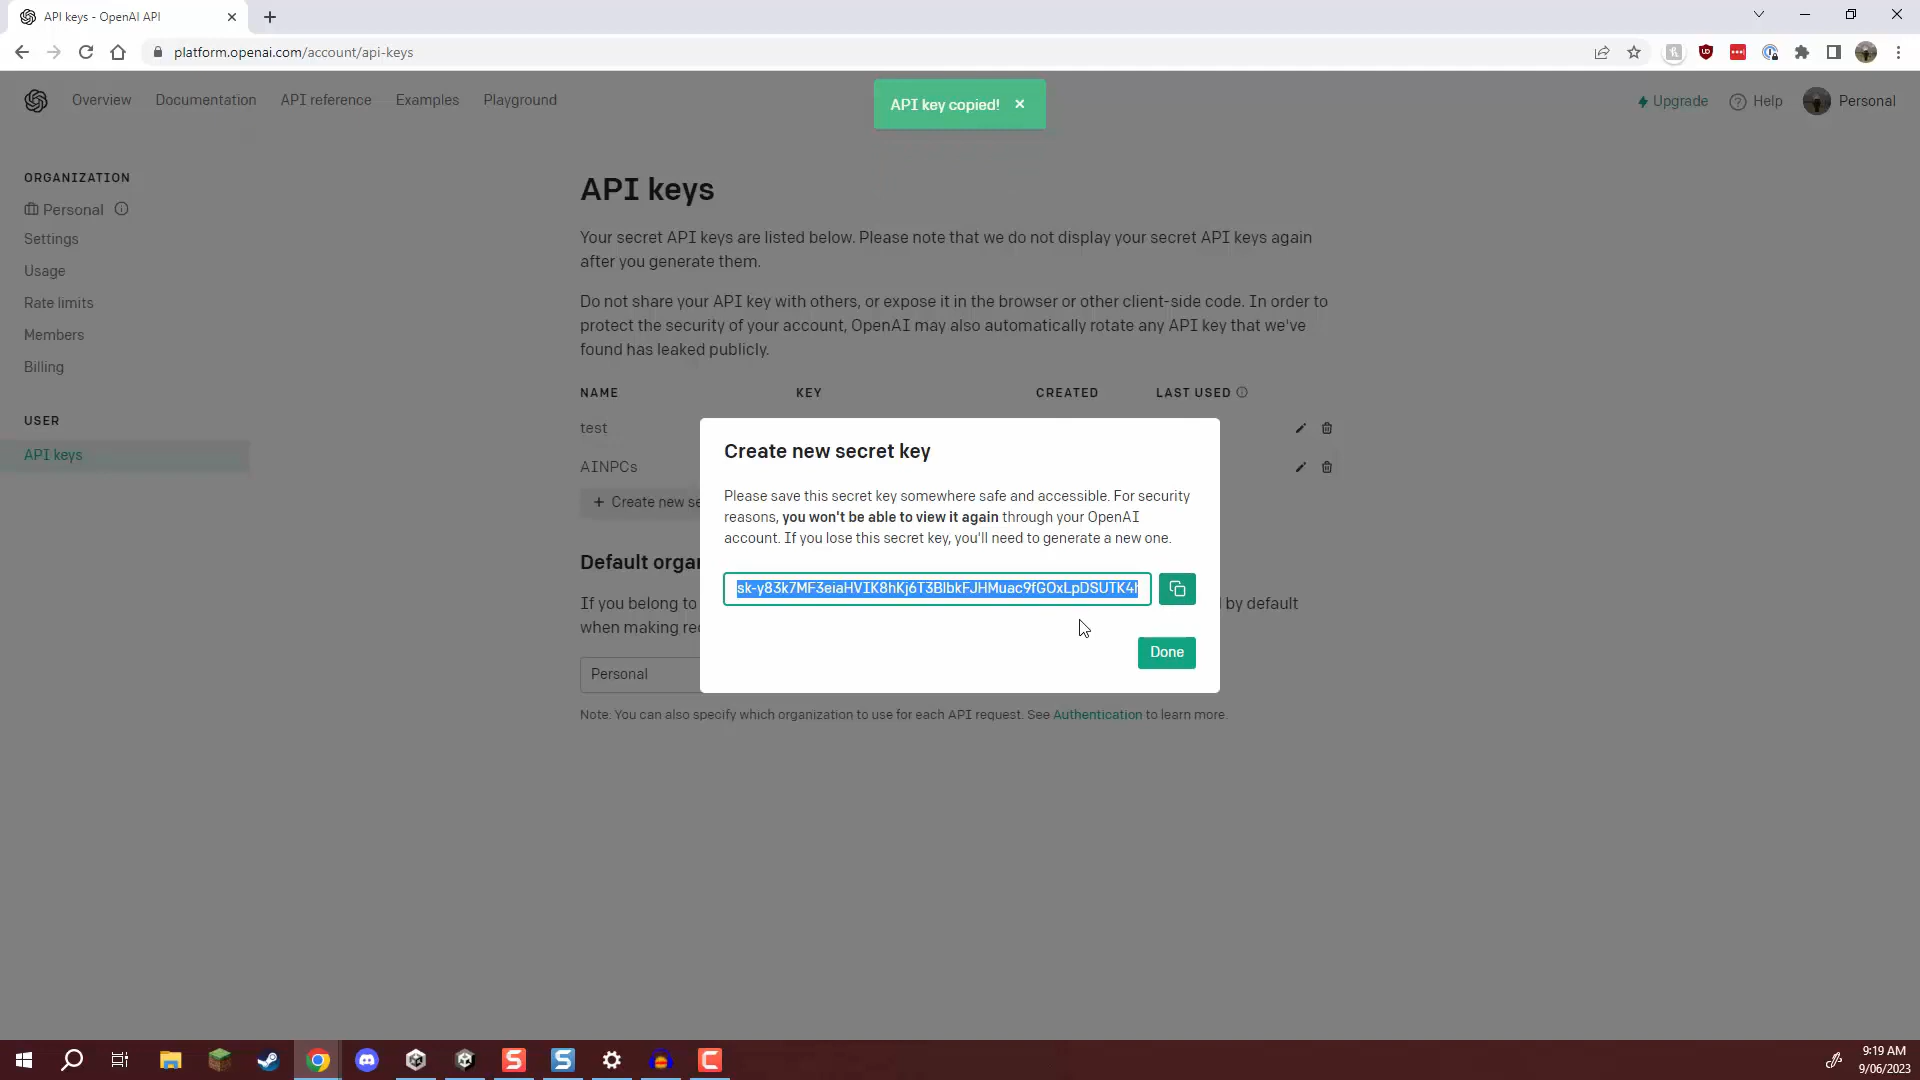 API keys - OpenAI API
platform.openai.com/account/api-keys
Overview Documentation API reference Examples Playground
API key copied!
Upgrade Help Personal
ORGANIZATION
Personal
Settings
Usage
Rate limits
Members
Billing
USER
API keys
API keys
Your secret API keys are listed below. Please note that we do not display your secret API keys again
after you generate them.
Do not share your API key with others, or expose it in the browser or other client-side code. In order to
protect the security of your account, OpenAI may also automatically rotate any API key that we've
found has leaked publicly.
NAME KEY CREATED LAST USED
test
AINPCs
+ Create new se
Create new secret key
Please save this secret key somewhere safe and accessible. For security
reasons, you won't be able to view it again through your OpenAI
account. If you lose this secret key, you'll need to generate a new one.
Done
Default orga
If you belong to
by default
when making rec
Personal
Note: You can also specify which organization to use for each API request. See Authentication to learn more.
9:19 AM
9/06/2023